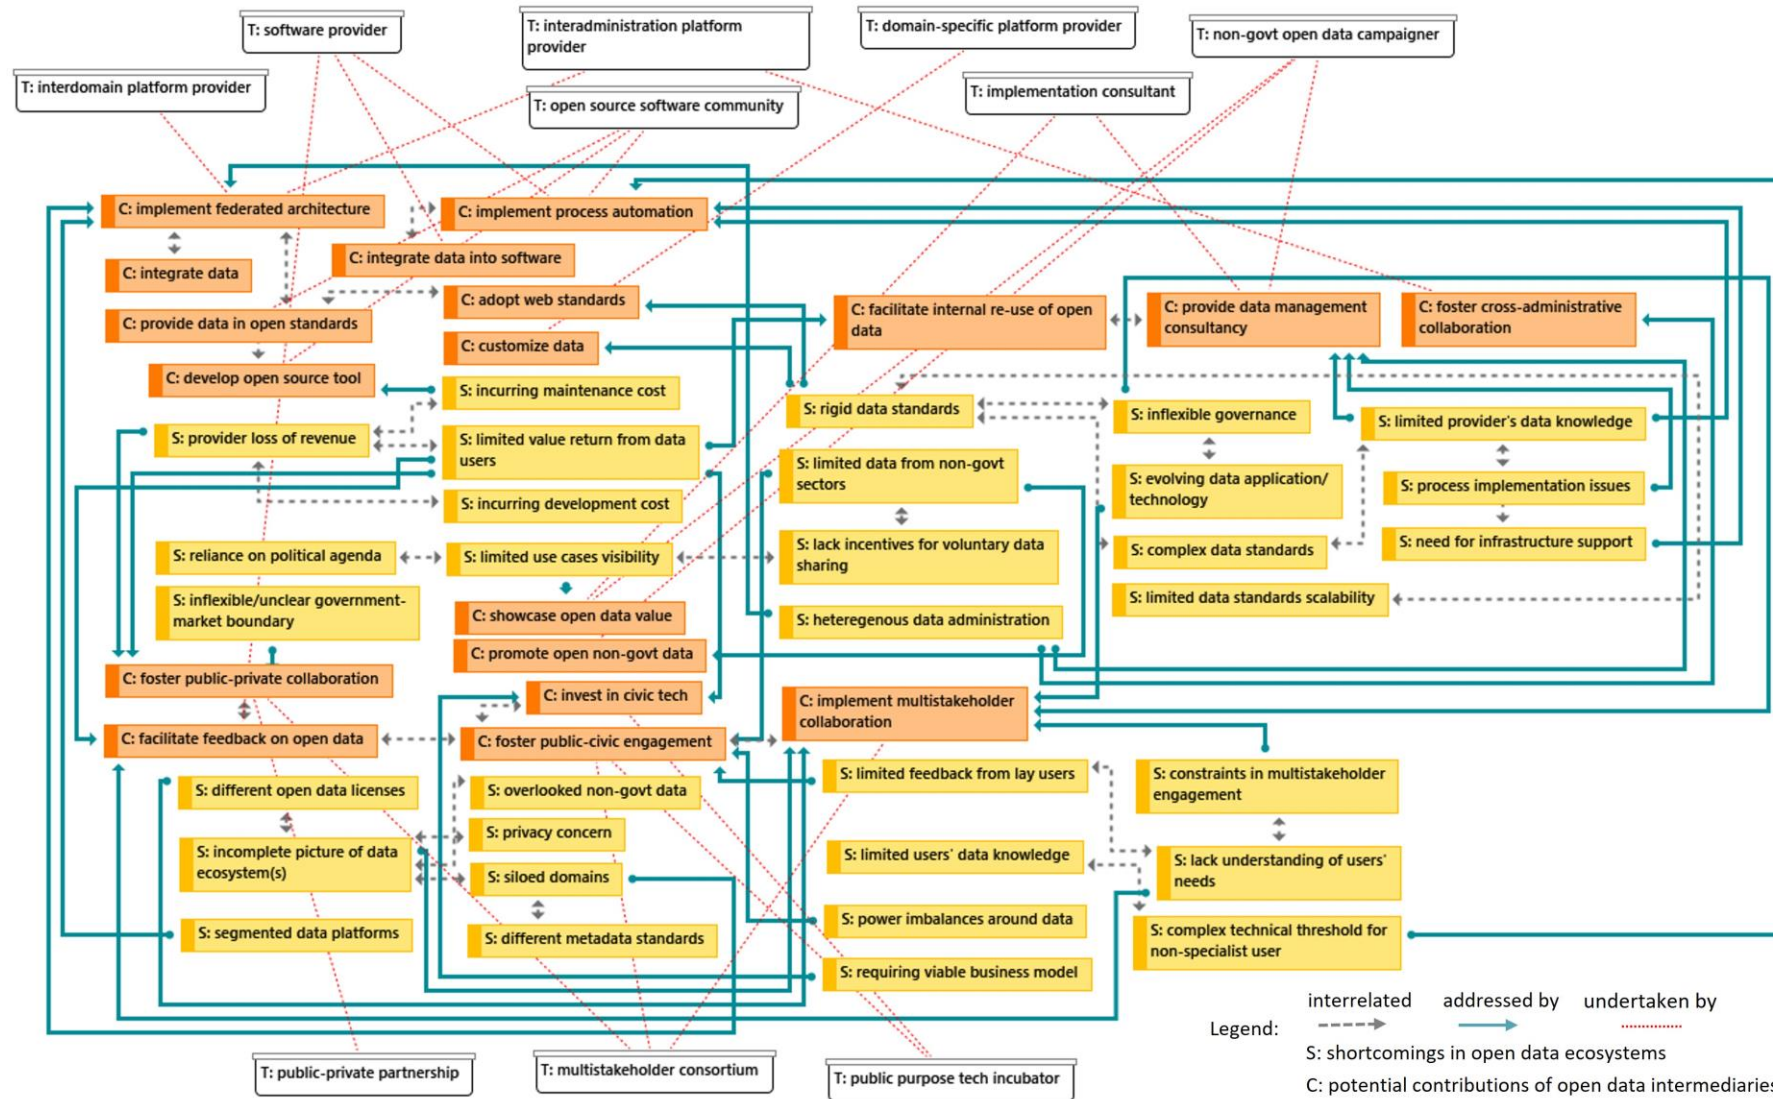 T: software provider
T: interadministration platform
provider
T: domain-specific platform provider
T: non-govt open data campaigner
T: interdomain platform provider
T: open source software community
T: implementation consultant
C: implement federated architecture
C: implement process automation
C: integrate data into software
C: integrate data
C: adopt web standards
C: provide data in open standards
C: customize data
C: develop open source tool
C: facilitate internal re-use of open
data
C: provide data management
consultancy
C: foster cross-administrative
collaboration
S: incurring maintenance cost
S: provider loss of revenue
S: limited value return from data
users
S: incurring development cost
S: rigid data standards
S: inflexible governance
S: limited provider's data knowledge
S: limited data from non-govt
sectors
S: evolving data application/
technology
S: process implementation issues
S: reliance on political agenda
S: limited use cases visibility
S: lack incentives for voluntary data
sharing
S: complex data standards
S: need for infrastructure support
S: inflexible/unclear government-
market boundary
S: heteregenous data administration
S: limited data standards scalability
C: showcase open data value
C: promote open non-govt data
C: foster public-private collaboration
C: invest in civic tech
C: implement multistakeholder
collaboration
C: facilitate feedback on open data
C: foster public-civic engagement
S: different open data licenses
S: overlooked non-govt data
S: limited feedback from lay users
S: constraints in multistakeholder
engagement
S: privacy concern
S: incomplete picture of data
ecosystem(s)
S: siloed domains
S: limited users' data knowledge
S: lack understanding of users'
needs
S: segmented data platforms
S: different metadata standards
S: power imbalances around data
S: complex technical threshold for
non-specialist user
S: requiring viable business model
T: public-private partnership
T: multistakeholder consortium
T: public purpose tech incubator
interrelated addressed by undertaken by
Legend:
S: shortcomings in open data ecosystems
C: potential contributions of open data intermediaries